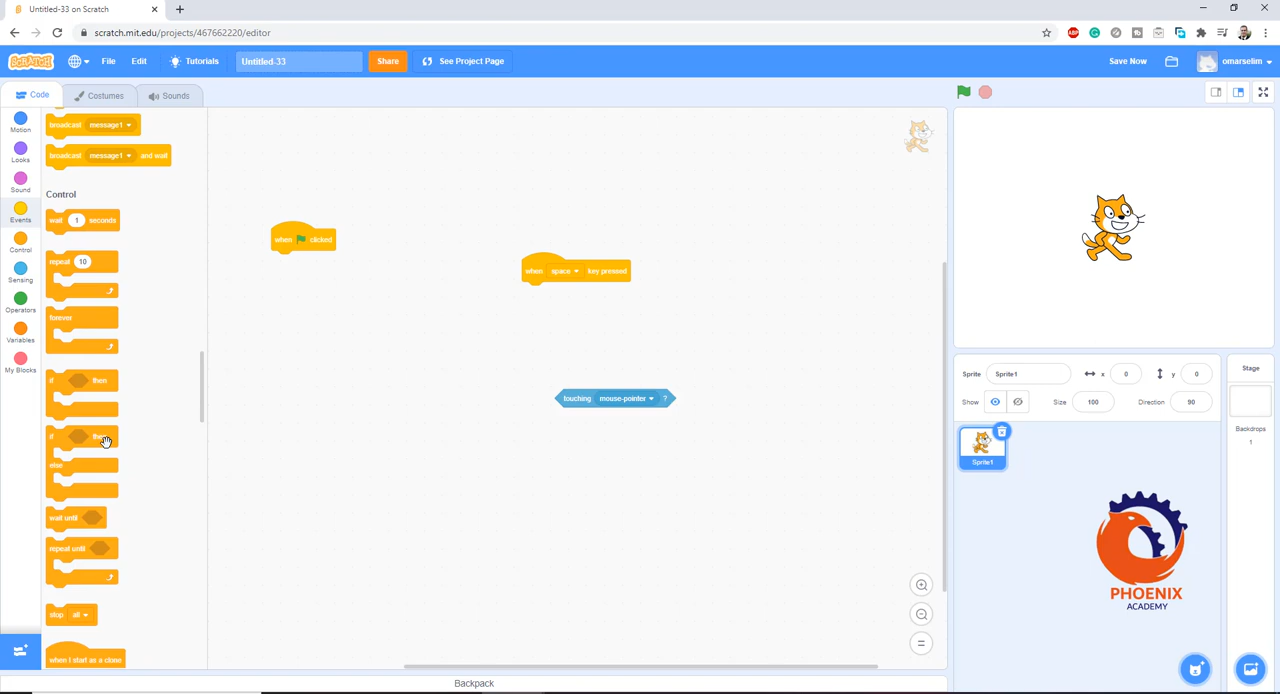 Untitled-33 on Scratch
scratch.mit.edu/projects/467662220/editor
ABP
SCRATCH
File
Edit
Tutorials
Untitled-33
Share
See Project Page
Save Now
omarselim
Code
Costumes
Sounds
Motion
Looks
Sound
Events
Control
Sensing
Operators
Variables
My Blocks
broadcast message1
broadcast message1 and wait
Control
wait 1 seconds
repeat 10
forever
if then
if then
else
wait until
repeat until
stop all
when I start as a clone
when clicked
when space key pressed
touching mouse-pointer ?
Sprite Sprite1 x 0 y 0
Show Size 100 Direction 90
Sprite1
Stage
Backdrops
1
PHOENIX
ACADEMY
Backpack